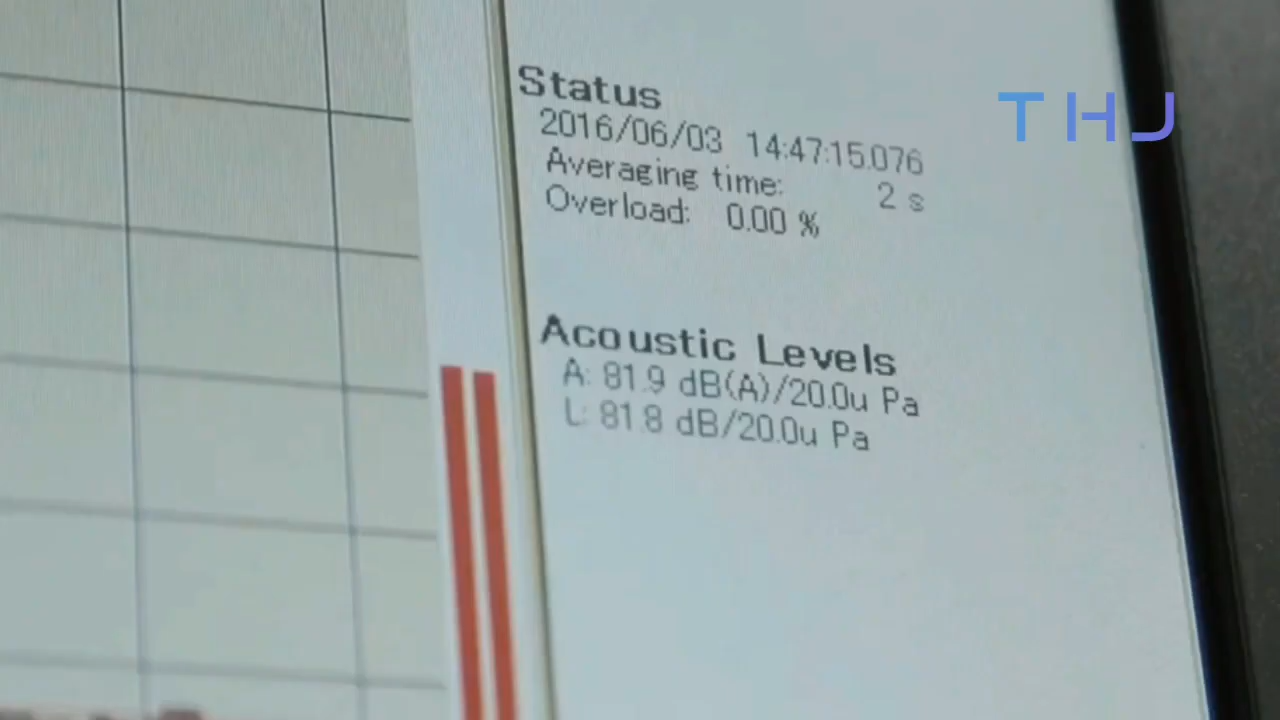 Status
2016/06/03 14:47:15.076
Averaging time: 2 s
Overload: 0.00 %
THJ
Acoustic Levels
A: 81.9 dB(A)/20.0u Pa
L: 81.8 dB/20.0u Pa